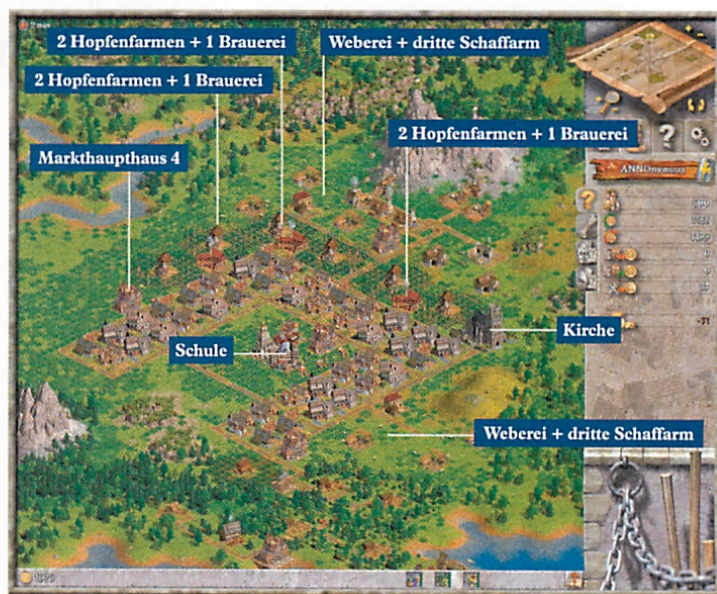 2 Hopfenfarmen + 1 Brauerei
Weberei + dritte Schaffarm
2 Hopfenfarmen + 1 Brauerei
2 Hopfenfarmen + 1 Brauerei
Markthaupthaus 4
ANNOnymous
Kirche
Schule
Weberei + dritte Schaffarm